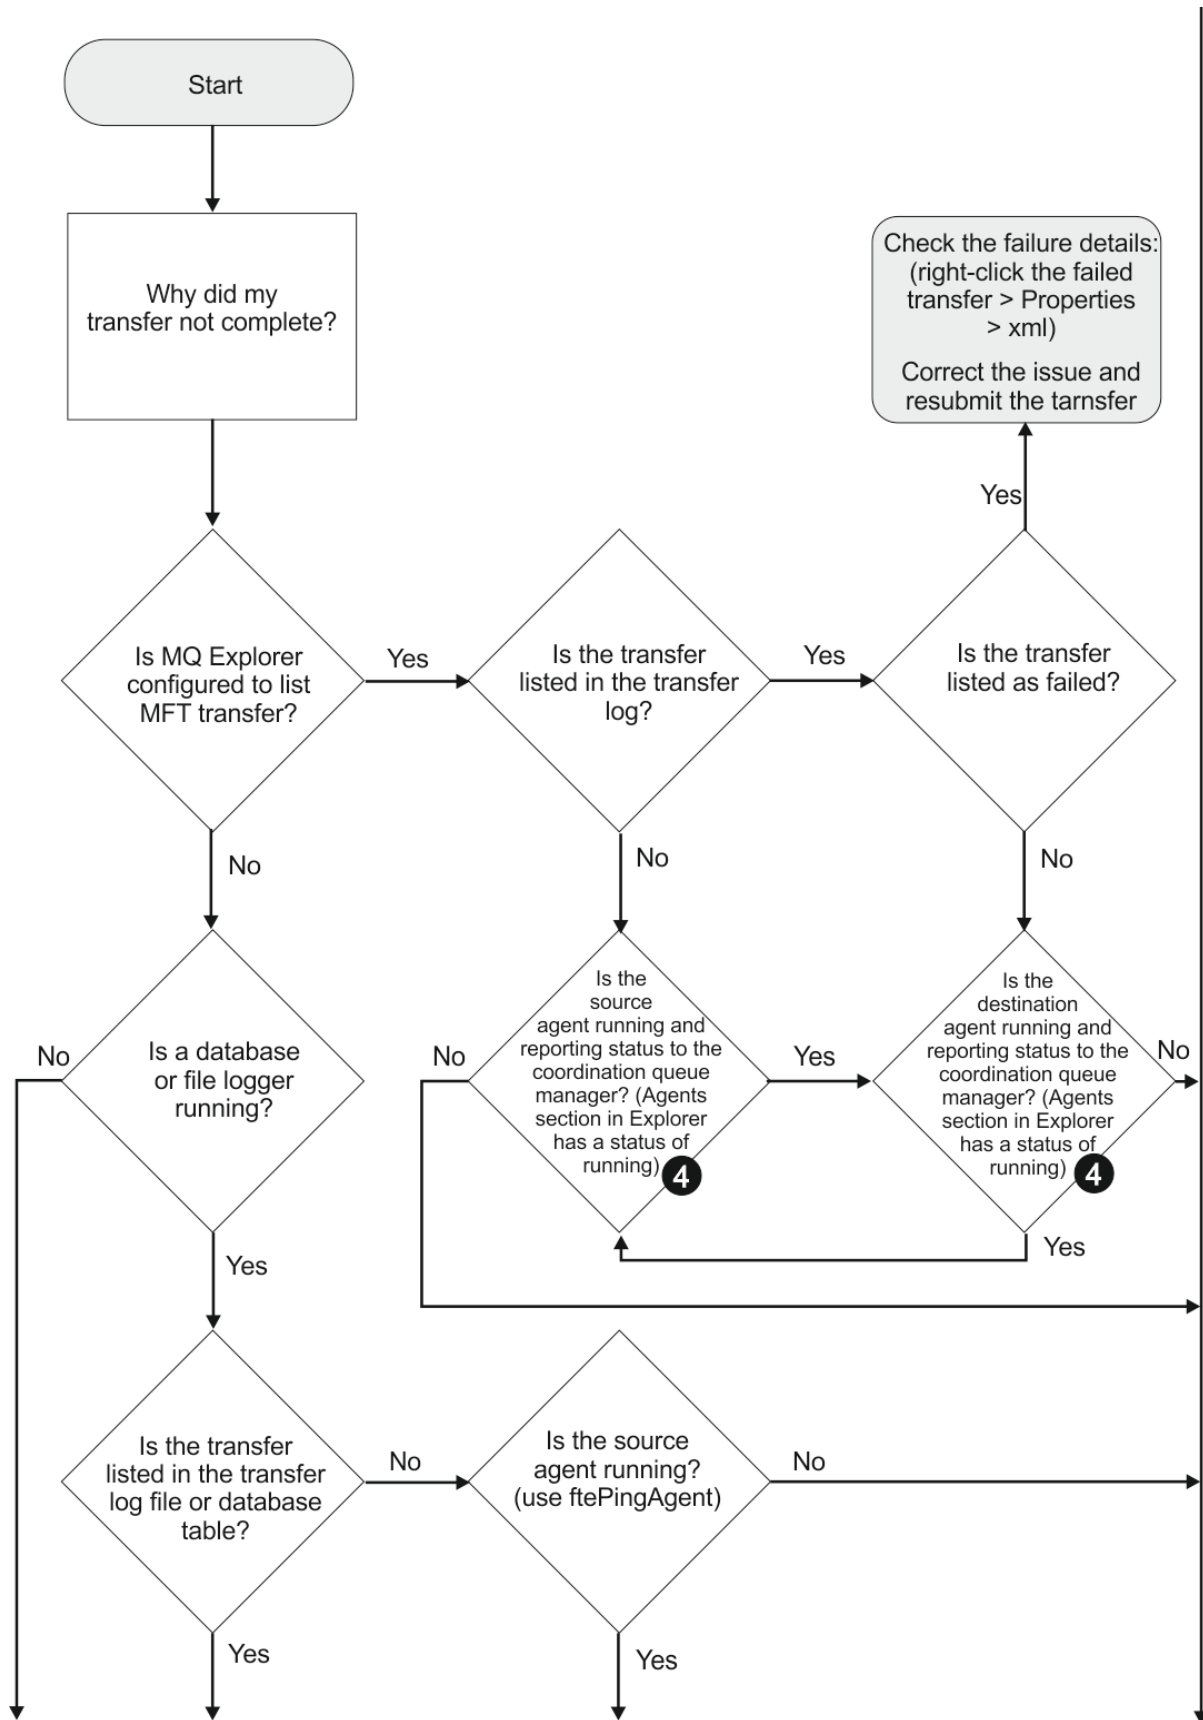 Start
Why did my
transfer not complete?
Check the failure details:
(right-click the failed
transfer > Properties
> xml)
Correct the issue and
resubmit the tarnsfer
Yes
Is MQ Explorer
configured to list
MFT transfer?
Yes
Is the transfer
listed in the transfer
log?
Yes
Is the transfer
listed as failed?
No
No
No
No
Is a database
or file logger
running?
No
Is the
source
agent running and
reporting status to the
coordination queue
manager? (Agents
section in Explorer
has a status of
running)
4
Yes
Is the
destination
agent running and
reporting status to the
coordination queue
manager? (Agents
section in Explorer
has a status of
running)
4
No
Yes
Yes
Is the transfer
listed in the transfer
log file or database
table?
No
Is the source
agent running?
(use ftePingAgent)
No
Yes
Yes